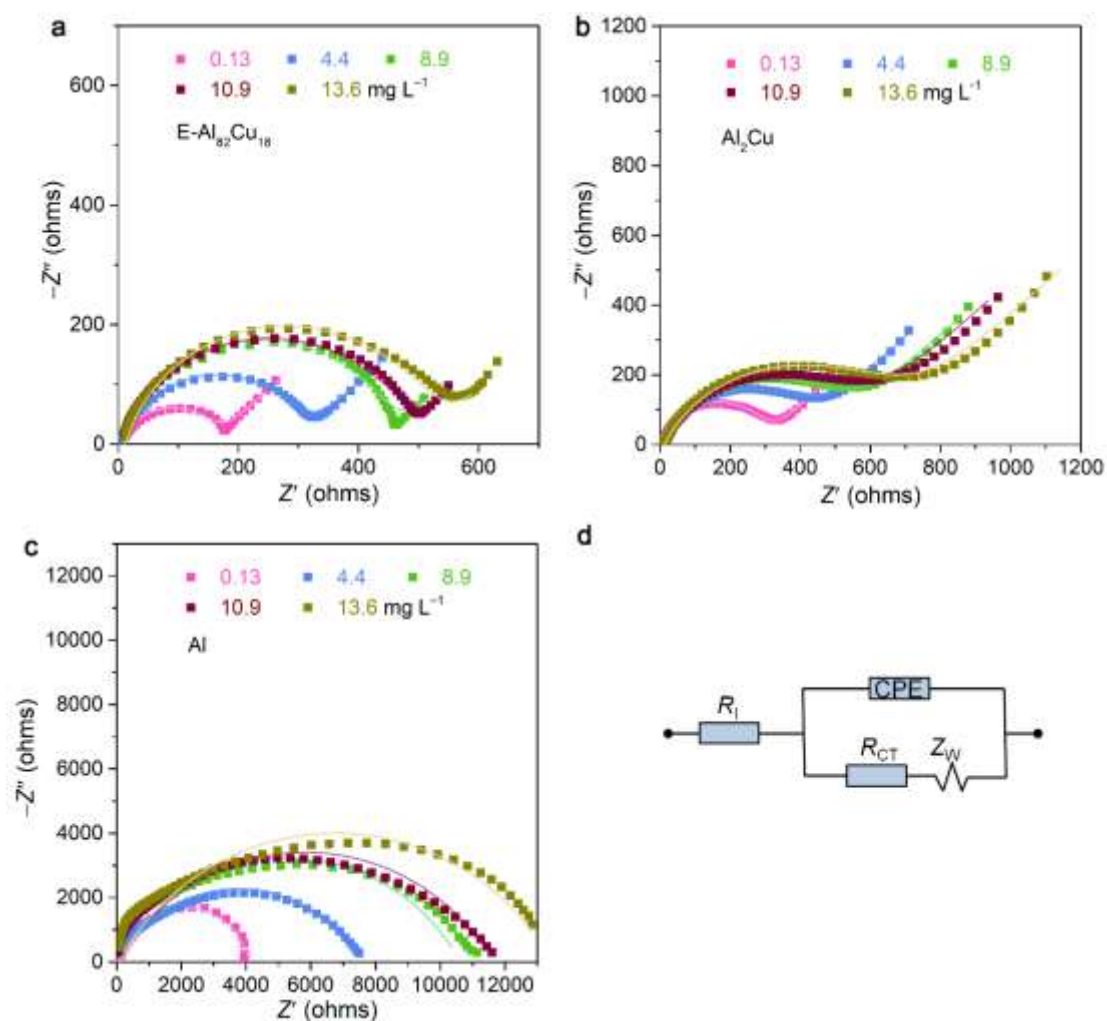 a
0.13 4.4 8.9
10.9 13.6 mg L⁻¹
E-Al₈₂Cu₁₈
−Z″ (ohms)
600
400
200
0
0 200 400 600
Z′ (ohms)
b
0.13 4.4 8.9
10.9 13.6 mg L⁻¹
Al₂Cu
−Z″ (ohms)
1200
1000
800
600
400
200
0
0 200 400 600 800 1000 1200
Z′ (ohms)
c
0.13 4.4 8.9
10.9 13.6 mg L⁻¹
Al
−Z″ (ohms)
12000
10000
8000
6000
4000
2000
0
0 2000 4000 6000 8000 10000 12000
Z′ (ohms)
d
CPE
R_I
R_CT Z_W